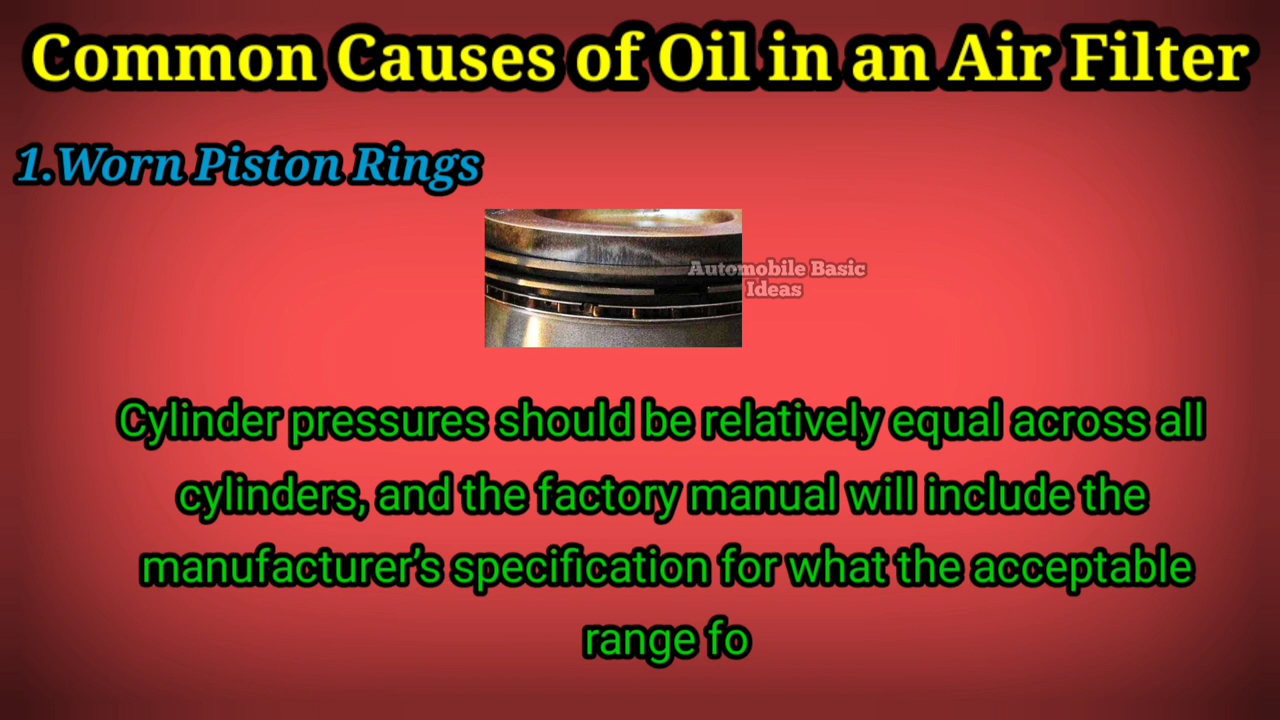 Common Causes of Oil in an Air Filter
1.Worn Piston Rings
Automobile Basic
Ideas
Cylinder pressures should be relatively equal across all
cylinders, and the factory manual will include the
manufacturer’s specification for what the acceptable
range fo